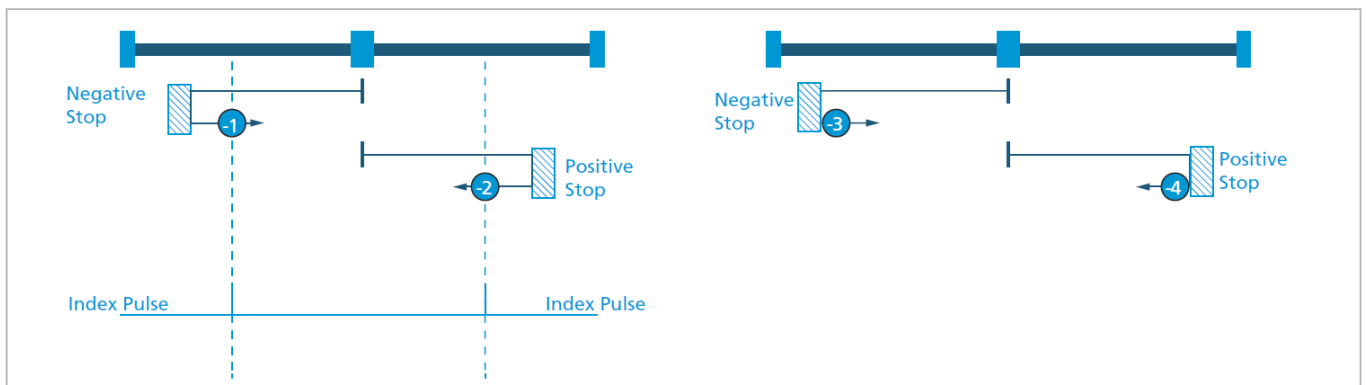 Negative
Stop
-1
-2
Positive
Stop
Index Pulse
Index Pulse
Negative
Stop
-3
-4
Positive
Stop